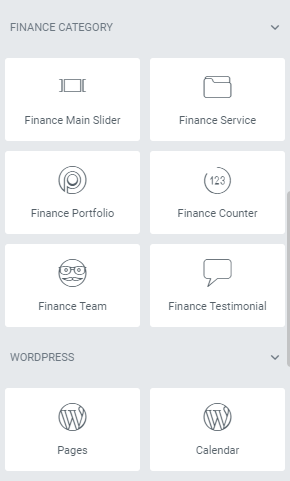 FINANCE CATEGORY
Finance Main Slider
Finance Service
123
Finance Portfolio
Finance Counter
Finance Team
Finance Testimonial
WORDPRESS
Pages
Calendar